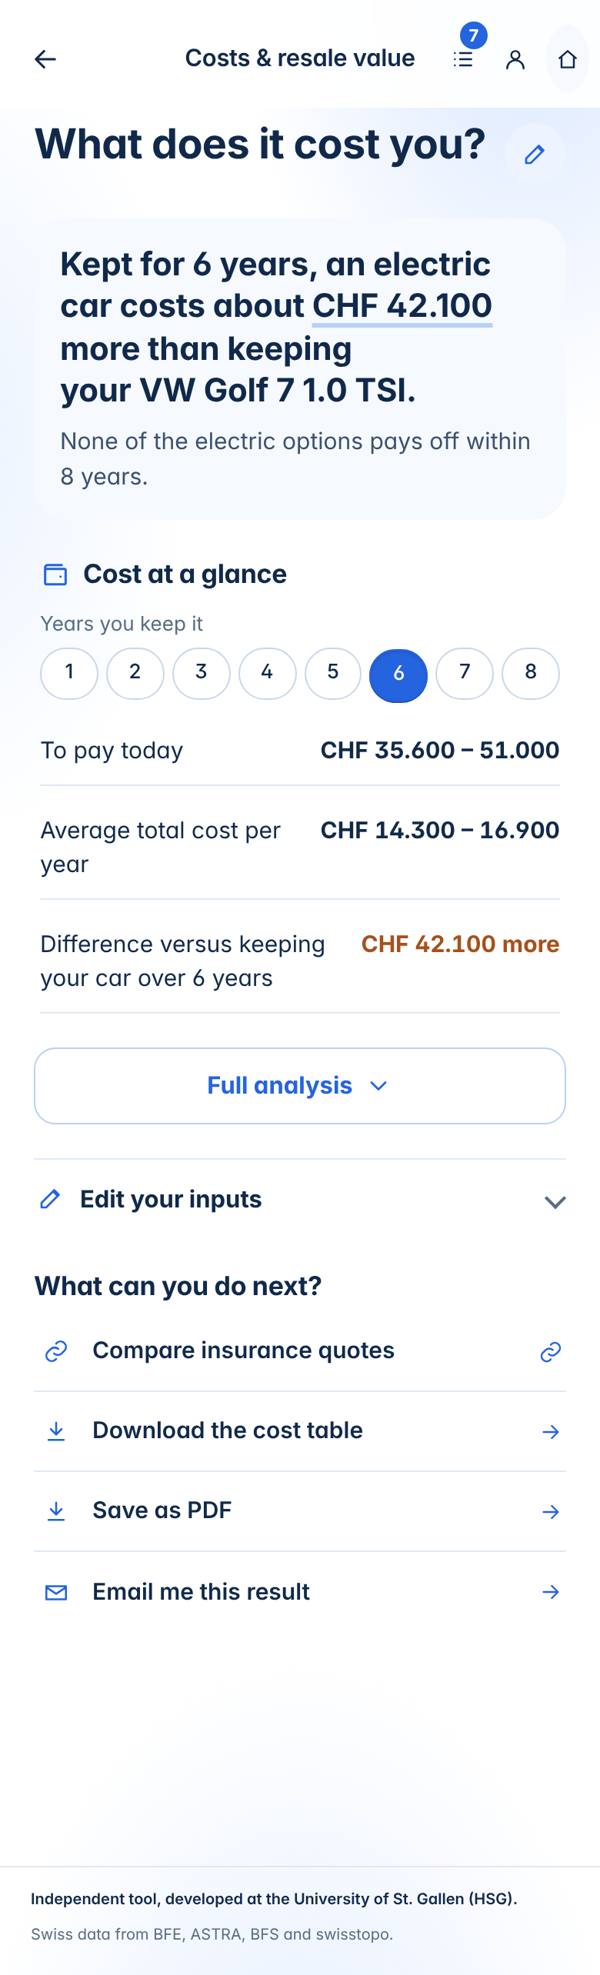 7
Costs & resale value
What does it cost you?
Kept for 6 years, an electric
car costs about CHF 42.100
more than keeping
your VW Golf 7 1.0 TSI.
None of the electric options pays off within
8 years.
Cost at a glance
Years you keep it
1 2 3 4 5 6 7 8
To pay today CHF 35.600 – 51.000
Average total cost per CHF 14.300 – 16.900
year
Difference versus keeping CHF 42.100 more
your car over 6 years
Full analysis
Edit your inputs
What can you do next?
Compare insurance quotes
Download the cost table
Save as PDF
Email me this result
Independent tool, developed at the University of St. Gallen (HSG).
Swiss data from BFE, ASTRA, BFS and swisstopo.